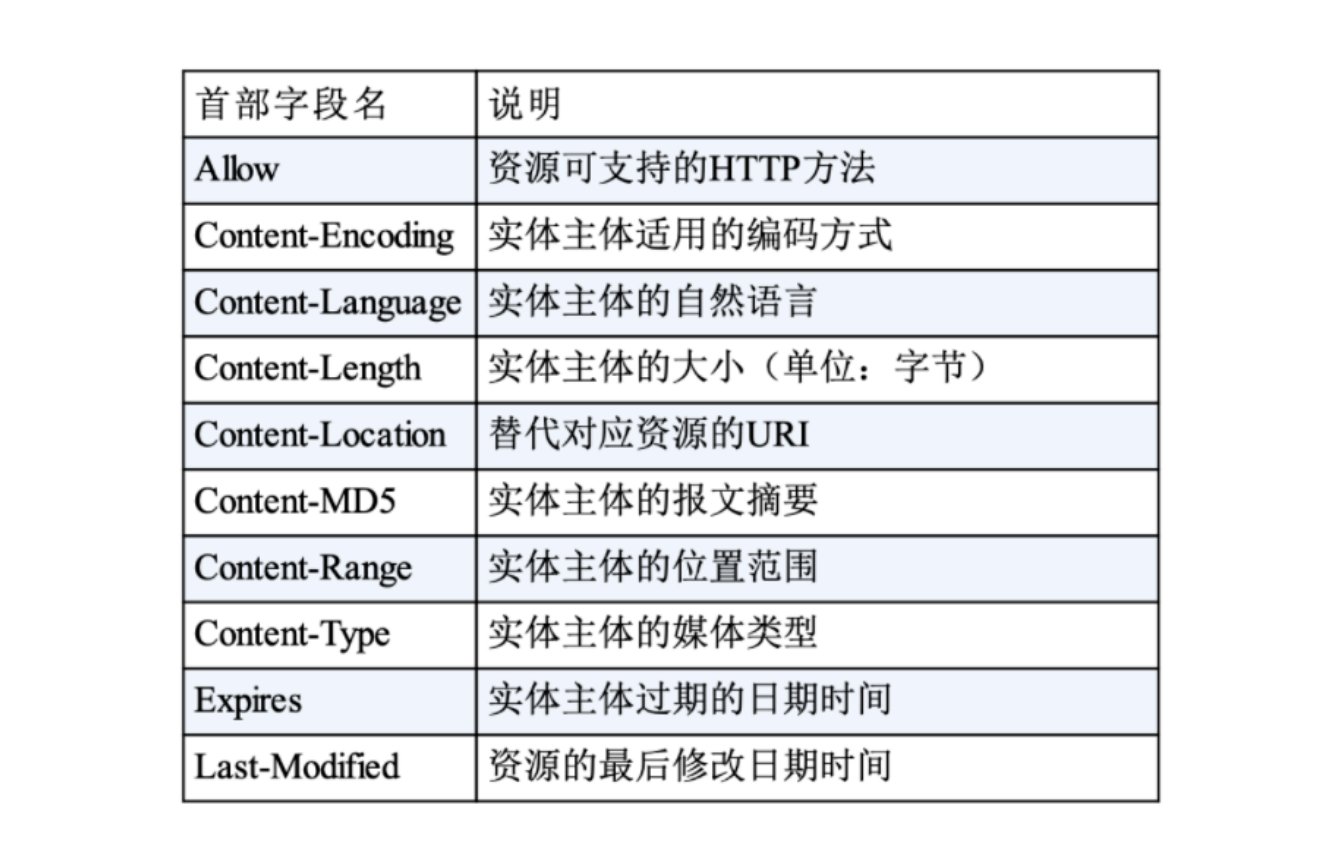 首部字段名 说明
Allow 资源可支持的HTTP方法
Content-Encoding 实体主体适用的编码方式
Content-Language 实体主体的自然语言
Content-Length 实体主体的大小（单位：字节）
Content-Location 替代对应资源的URI
Content-MD5 实体主体的报文摘要
Content-Range 实体主体的位置范围
Content-Type 实体主体的媒体类型
Expires 实体主体过期的日期时间
Last-Modified 资源的最后修改日期时间